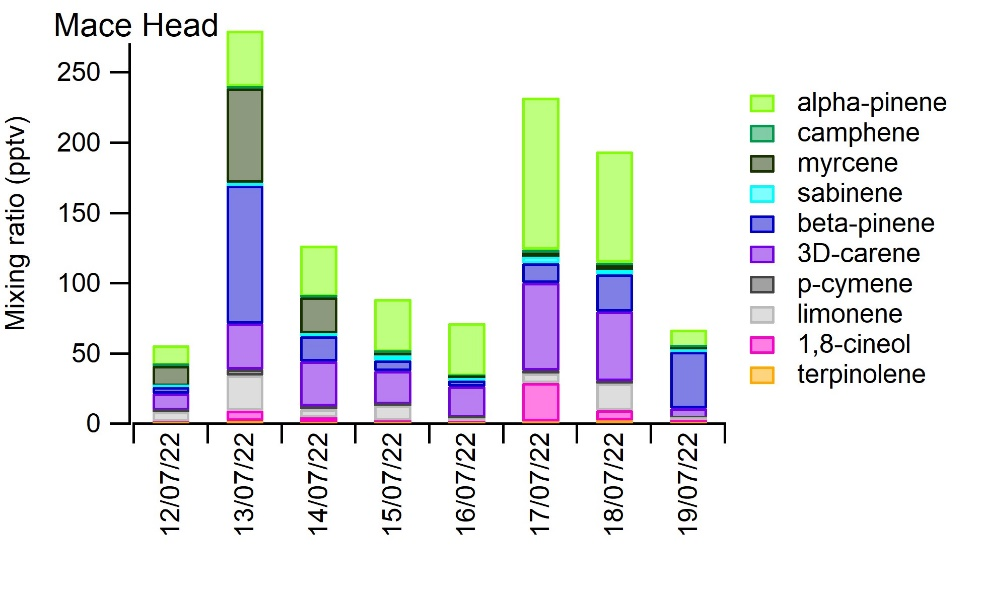 Mace Head
Mixing ratio (pptv)
250
200
150
100
50
0
12/07/22
13/07/22
14/07/22
15/07/22
16/07/22
17/07/22
18/07/22
19/07/22
alpha-pinene
camphene
myrcene
sabinene
beta-pinene
3D-carene
p-cymene
limonene
1,8-cineol
terpinolene